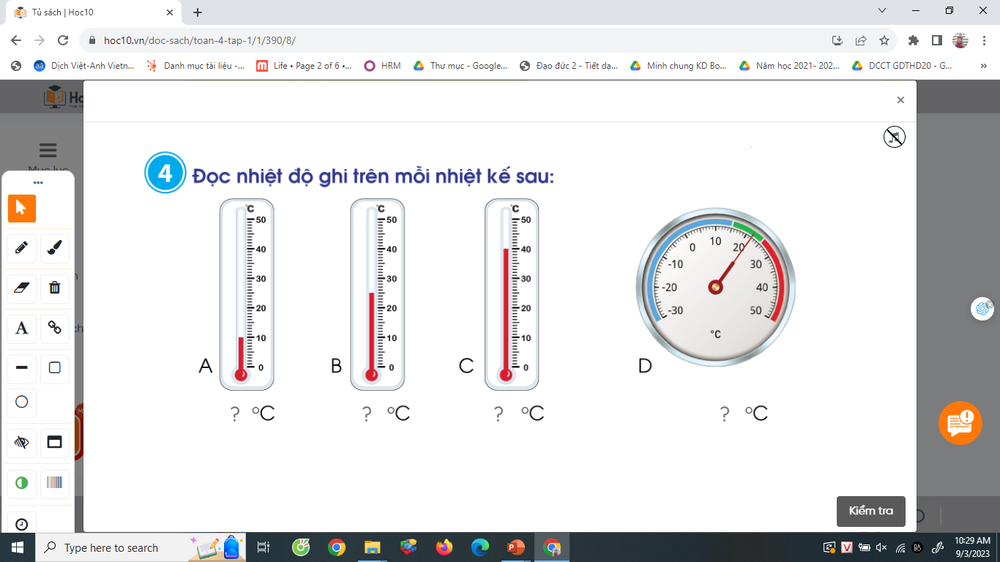 Tủ sách | Hoc10
hoc10.vn/doc-sach/toan-4-tap-1/1/390/8/
Dịch Việt-Anh Vietn...
Danh mục tài liệu -...
Life • Page 2 of 6 •...
HRM
Thư mục - Google...
Đạo đức 2 - Tiết dạ...
Minh chung KD Bo...
Năm học 2021- 202...
DCCT GDTHD20 - G...
Mục lục
4 Đọc nhiệt độ ghi trên mỗi nhiệt kế sau:
°C 50 40 30 20 10 0
°C 50 40 30 20 10 0
°C 50 40 30 20 10 0
-30 -20 -10 0 10 20 30 40 50 °C
A B C D
? °C ? °C ? °C ? °C
Kiểm tra
Type here to search
10:29 AM
9/3/2023